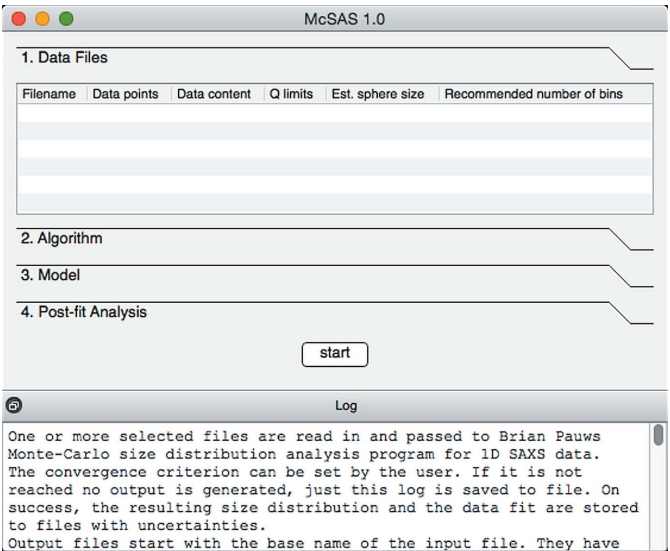 McSAS 1.0
1. Data Files
Filename Data points Data content Q limits Est. sphere size Recommended number of bins
2. Algorithm
3. Model
4. Post-fit Analysis
start
Log
One or more selected files are read in and passed to Brian Pauws
Monte-Carlo size distribution analysis program for 1D SAXS data.
The convergence criterion can be set by the user. If it is not
reached no output is generated, just this log is saved to file. On
success, the resulting size distribution and the data fit are stored
to files with uncertainties.
Output files start with the base name of the input file. They have